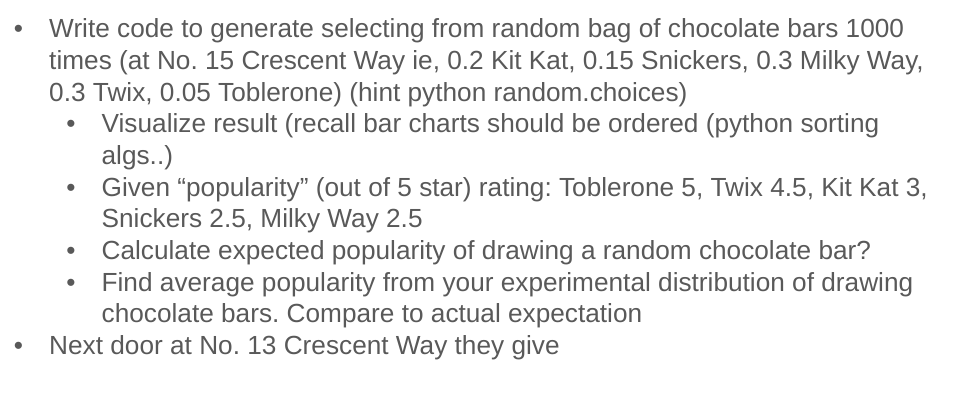 • Write code to generate selecting from random bag of chocolate bars 1000
times (at No. 15 Crescent Way ie, 0.2 Kit Kat, 0.15 Snickers, 0.3 Milky Way,
0.3 Twix, 0.05 Toblerone) (hint python random.choices)
• Visualize result (recall bar charts should be ordered (python sorting
algs..)
• Given “popularity” (out of 5 star) rating: Toblerone 5, Twix 4.5, Kit Kat 3,
Snickers 2.5, Milky Way 2.5
• Calculate expected popularity of drawing a random chocolate bar?
• Find average popularity from your experimental distribution of drawing
chocolate bars. Compare to actual expectation
• Next door at No. 13 Crescent Way they give